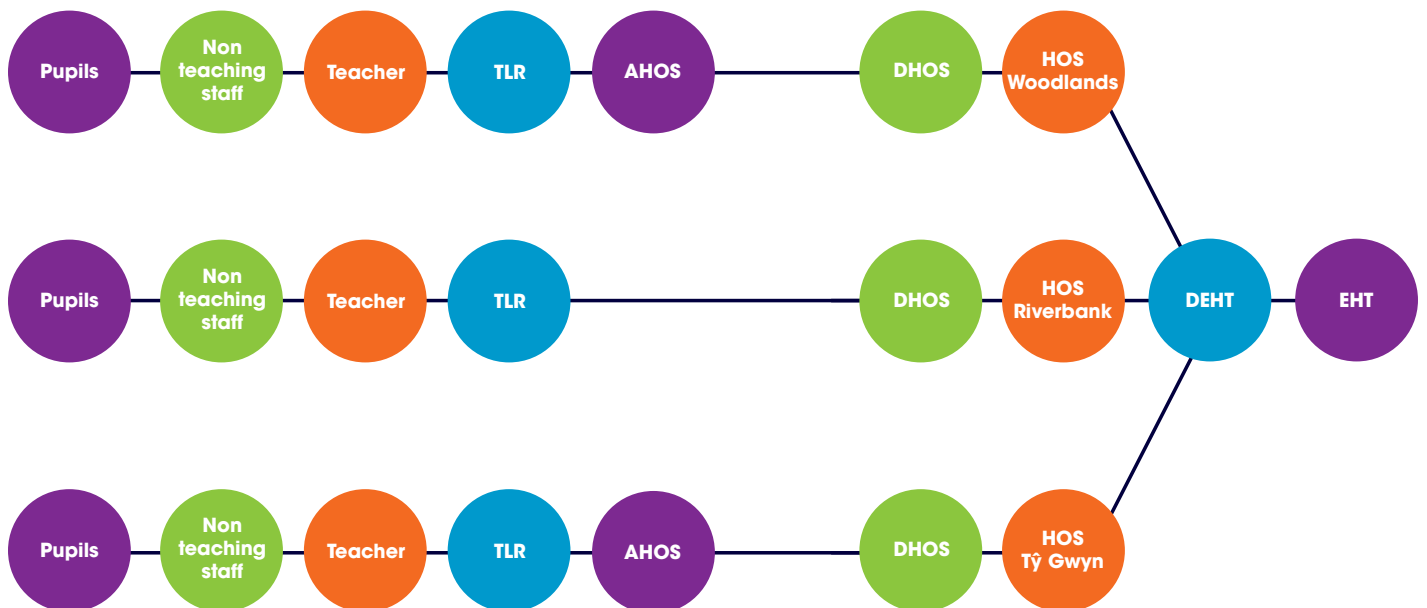 Pupils
Non
teaching
staff
Teacher
TLR
AHOS
DHOS
HOS
Woodlands
Pupils
Non
teaching
staff
Teacher
TLR
DHOS
HOS
Riverbank
DEHT
EHT
Pupils
Non
teaching
staff
Teacher
TLR
AHOS
DHOS
HOS
Tŷ Gwyn